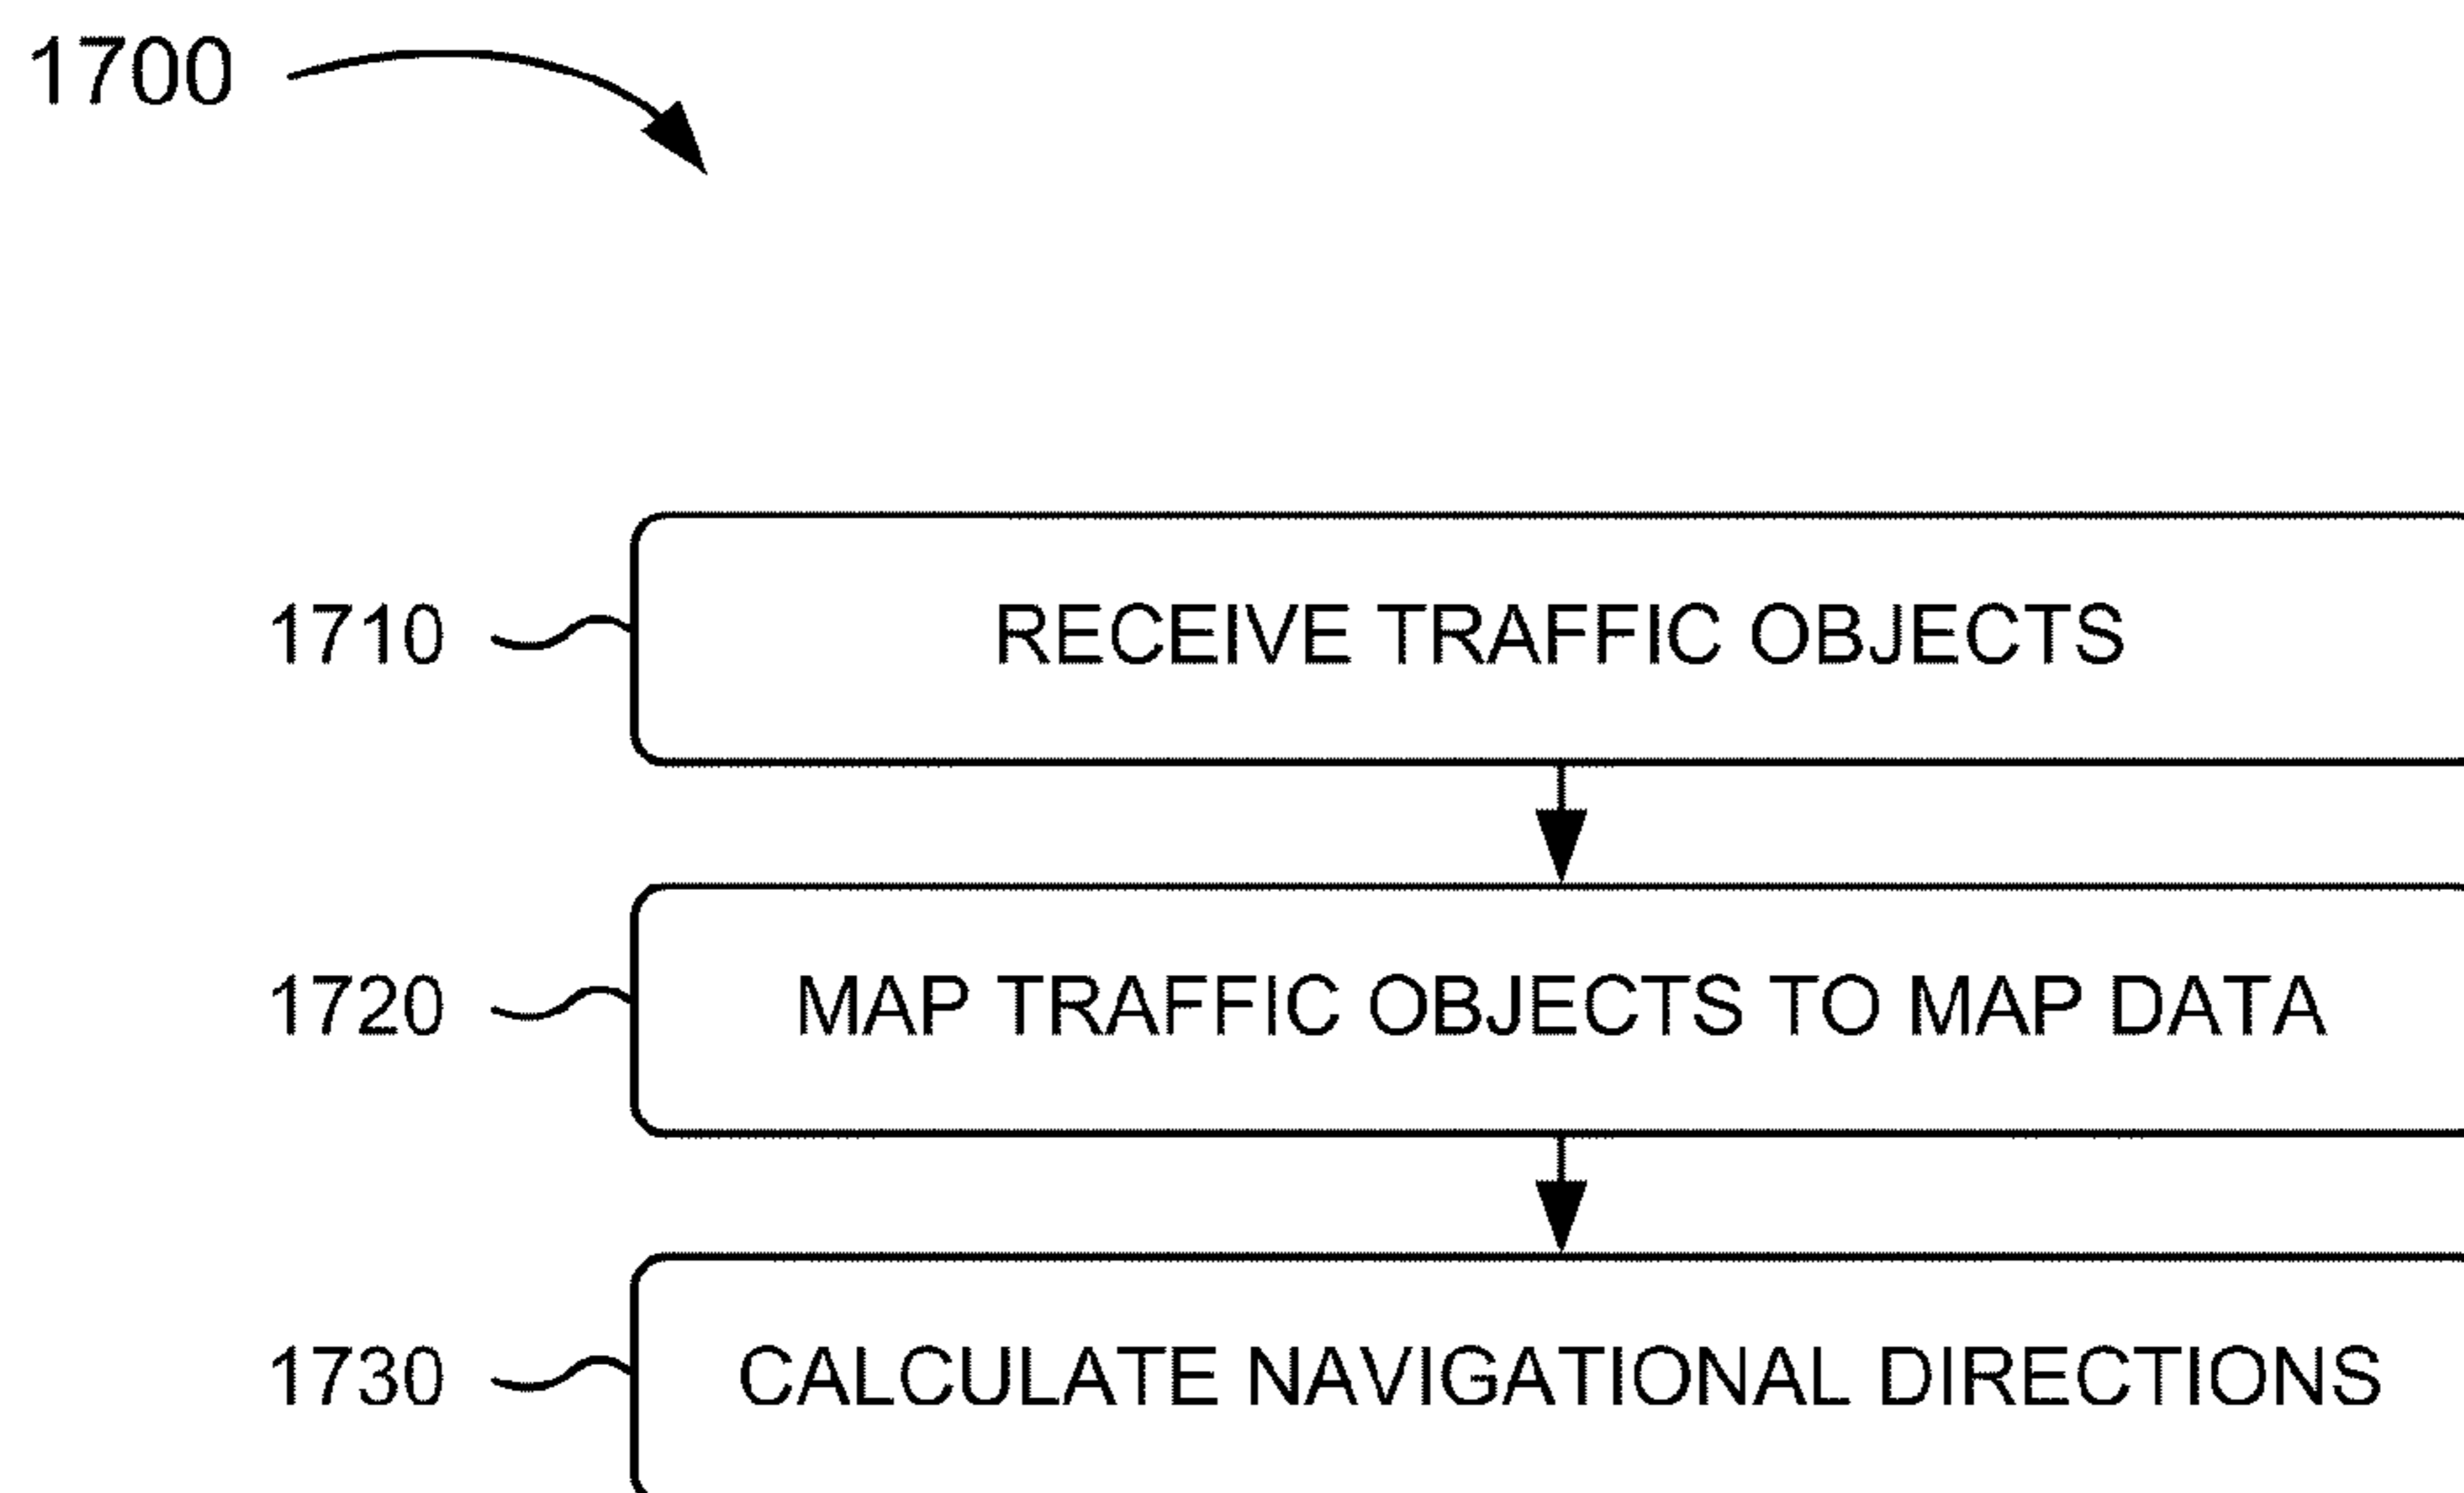 1700
1710 RECEIVE TRAFFIC OBJECTS
1720 MAP TRAFFIC OBJECTS TO MAP DATA
1730 CALCULATE NAVIGATIONAL DIRECTIONS